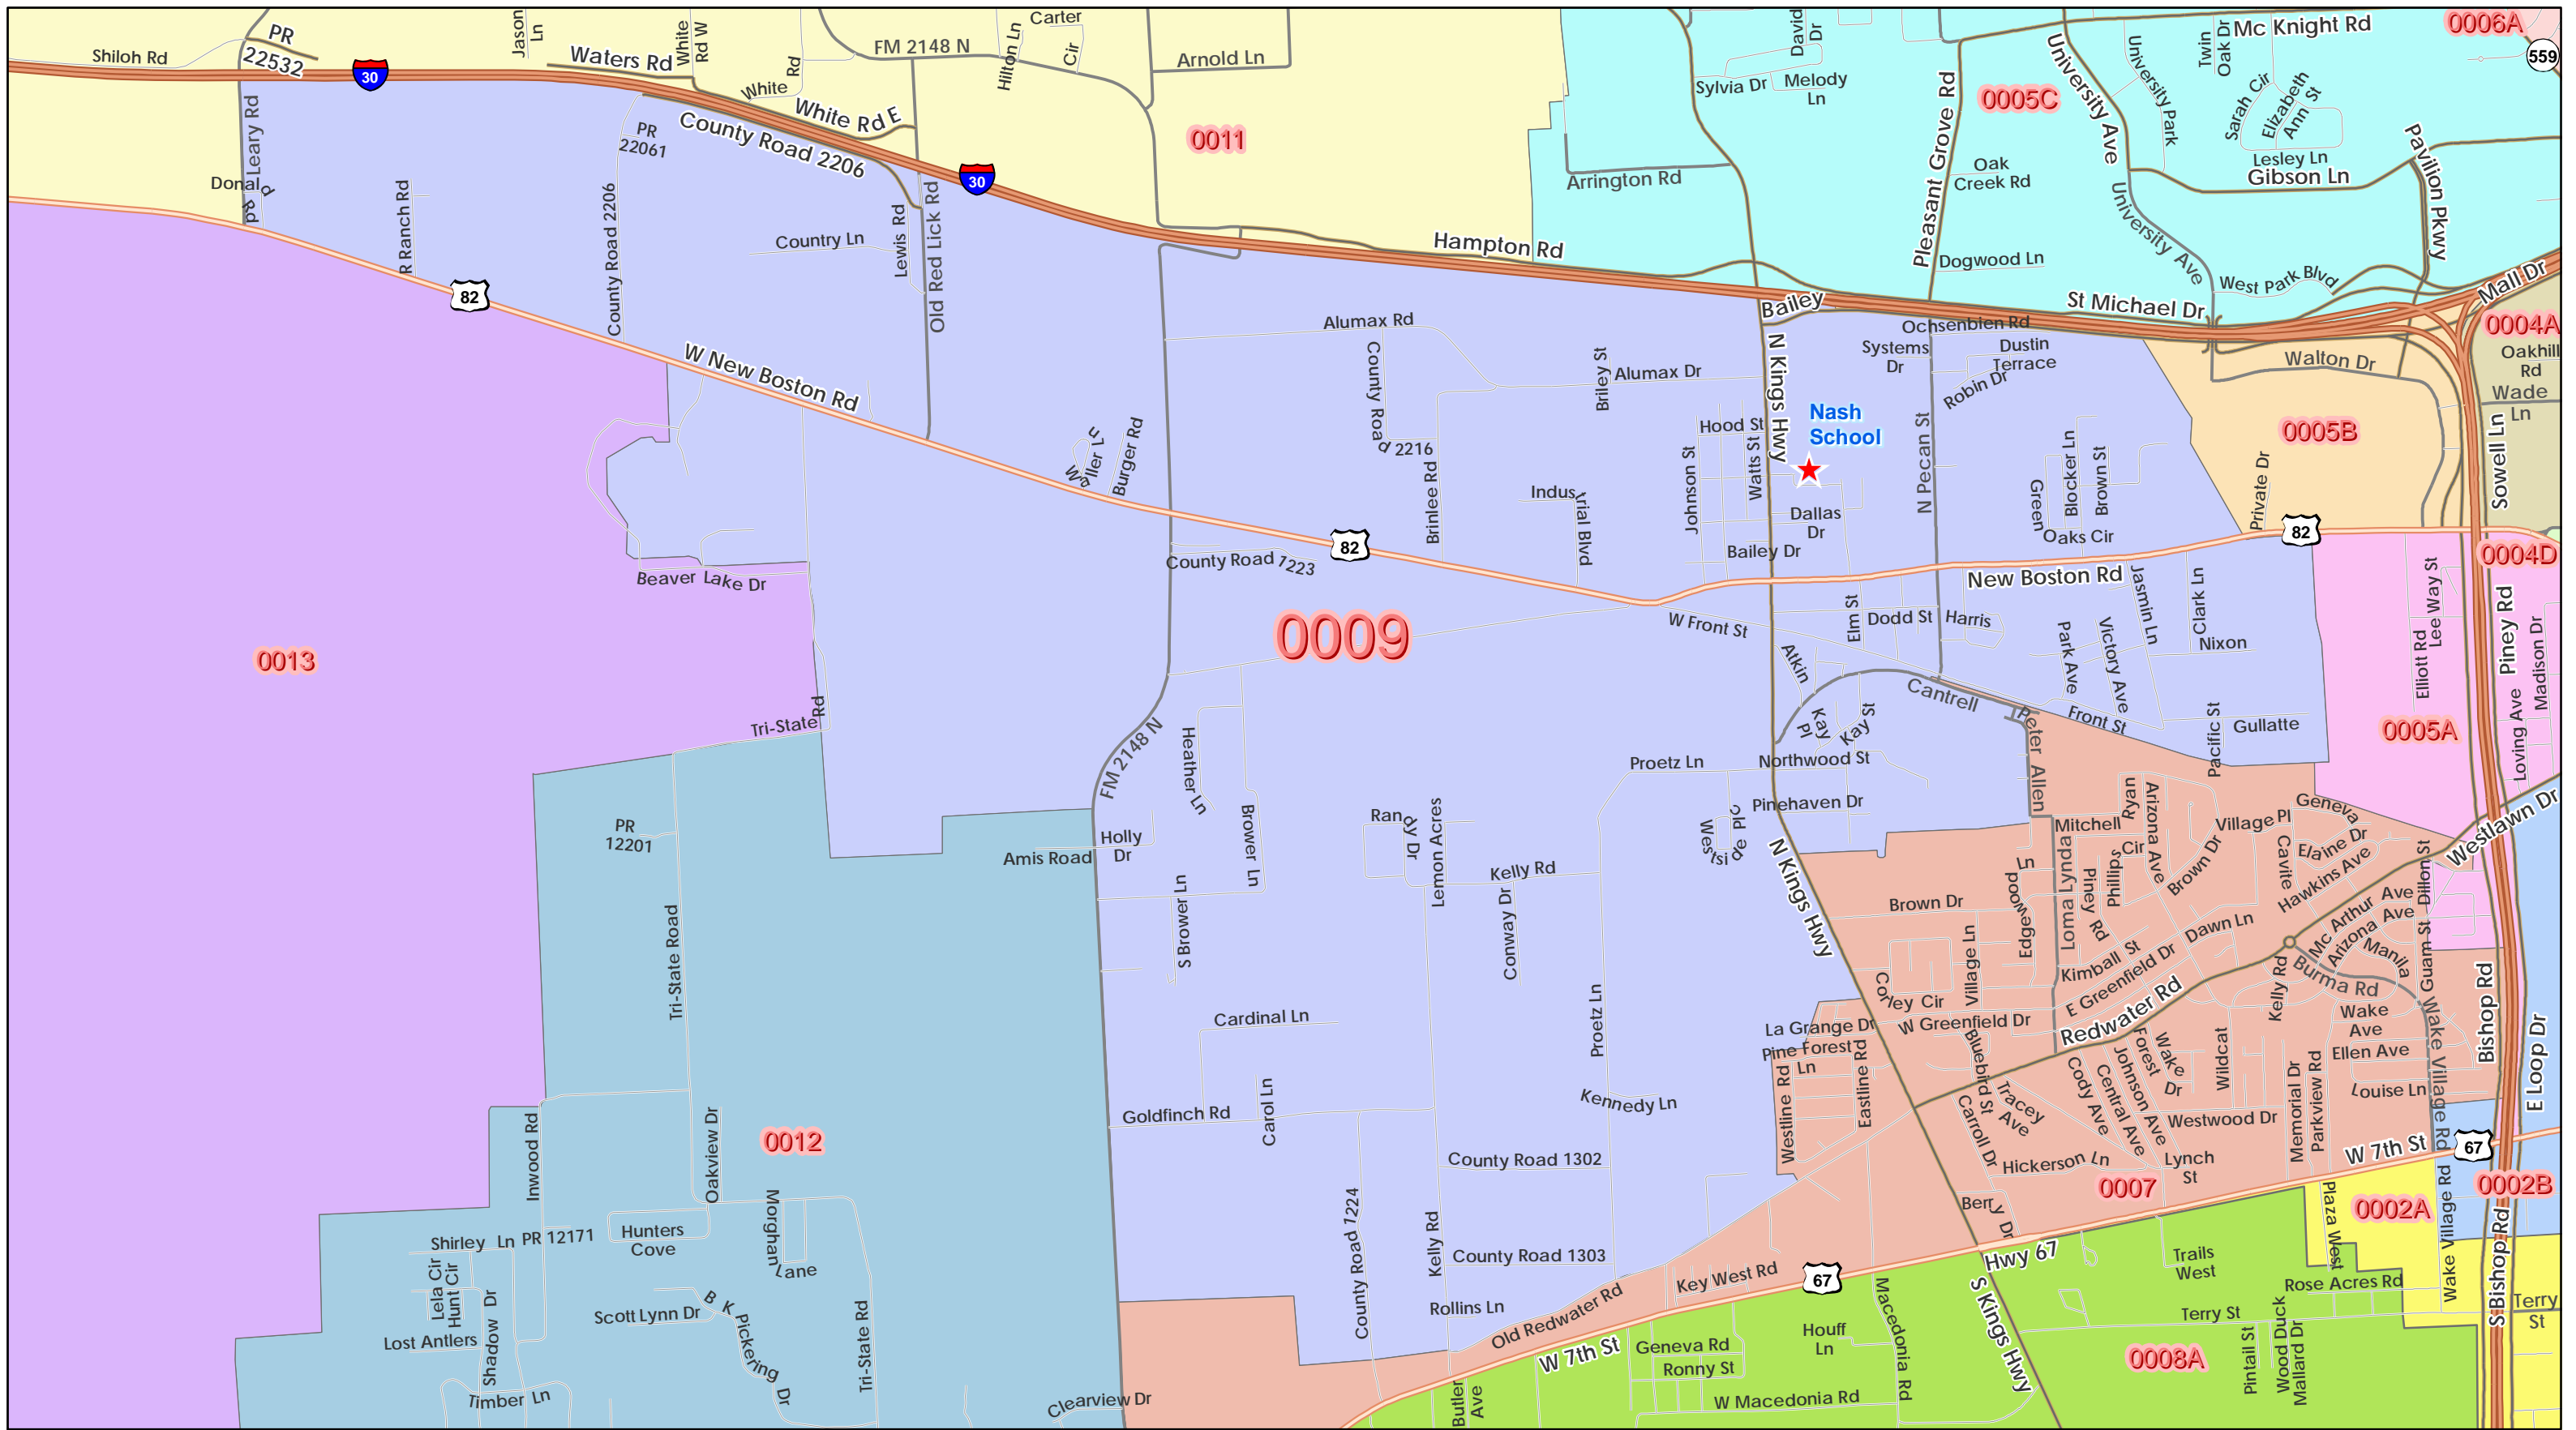 PR
22532
Shiloh Rd
30
Jason
Ln
Waters Rd
White
Rd W
White
Rd
White Rd E
FM 2148 N
Hilton Ln
Carter
Cir
Arnold Ln
David
Dr
Sylvia Dr
Melody
Ln
Pleasant Grove Rd
0005C
University Ave
University Park
Twin
Oak Dr
Mc Knight Rd
0006A
559
Sarah Cir
Elizabeth
Ann St
Lesley Ln
Gibson Ln
Pavilion Pkwy
Leary Rd
Donald
Rd
R Ranch Rd
PR
22061
County Road 2206
County Road 2206
Country Ln
Lewis Rd
Old Red Lick Rd
30
0011
Arrington Rd
Oak
Creek Rd
Dogwood Ln
University Ave
West Park Blvd
Mall Dr
Hampton Rd
Bailey
St Michael Dr
82
W New Boston Rd
Alumax Rd
County Road
2216
Briley St
Alumax Dr
N Kings Hwy
Ochsenbien Rd
Systems
Dr
Dustin
Terrace
Robin Dr
Walton Dr
0004A
Oakhill
Rd
Wade
Ln
Sowell Ln
0005B
Nash
School
Hood St
Watts St
Johnson St
N Pecan St
Waller Ln
Burger Rd
Brinlee Rd
Industrial Blvd
Dallas
Dr
Bailey Dr
Green
Oaks Cir
Blocker Ln
Brown St
Private Dr
82
82
County Road 1223
New Boston Rd
0004D
Beaver Lake Dr
0013
0009
W Front St
Elm St
Dodd St
Harris
Jasmin Ln
Clark Ln
Nixon
Park Ave
Victory Ave
Lee Way St
Elliott Rd
Piney Rd
Madison Dr
Loving Ave
0005A
Tri-State Rd
Atkin
Kay
Pl
Kay St
Cantrell
Peter Allen
Front St
Pacific St
Gullatte
FM 2148 N
Heather Ln
Brower Ln
Proetz Ln
Northwood St
Pinehaven Dr
Westside Plc
PR
12201
Amis Road
Holly
Dr
Randy Dr
Lemon Acres
Kelly Rd
Conway Dr
N Kings Hwy
Mitchell
Ryan
Arizona Ave
Village Pl
Geneva
Elaine Dr
Hawkins Ave
Cavite
Westlawn Dr
Phillips Cir
Piney Rd
Brown Dr
Loma Lynda
Edgewood
Ln
Brown Dr
Tri-State Road
S Brower Ln
Village Ln
Corley Cir
Kimball St
E Greenfield Dr
Dawn Ln
Mc Arthur Ave
Arizona Ave
Manila
Dillon St
Guam St
Burma Rd
Kelly Rd
Redwater Rd
Cardinal Ln
Proetz Ln
La Grange Dr
Pine Forest
Ln
W Greenfield Dr
Bluebird St
Wake
Forest
Dr
Wildcat
Wake
Ave
Ellen Ave
Louise Ln
Wake Village Rd
Bishop Rd
E Loop Dr
Westline Rd
Eastline Rd
Cody Ave
Central Ave
Johnson Ave
Tracey
Ave
Carroll Dr
Westwood Dr
Memorial Dr
Parkview Rd
Kennedy Ln
Goldfinch Rd
Carol Ln
0012
Inwood Rd
Oakview Dr
County Road 1302
Hickerson Ln
Lynch
St
W 7th St
67
0007
0002B
0002A
Berry Dr
Plaza West
Wake Village Rd
S Bishop Rd
Morghan
Lane
Hunters
Cove
Shirley Ln
PR 12171
Lela Cir
Hunt Cir
Shadow Dr
Lost Antlers
Scott Lynn Dr
B K Pickering Dr
Tri-State Rd
Timber Ln
County Road 1224
Kelly Rd
County Road 1303
Rollins Ln
Old Redwater Rd
Key West Rd
67
Hwy 67
Trails
West
Rose Acres Rd
Terry St
Terry
St
Macedonia Rd
S Kings Hwy
Houff
Ln
Geneva Rd
Ronny St
W 7th St
W Macedonia Rd
0008A
Pintail St
Wood Duck
Mallard Dr
Clearview Dr
Butler
Ave